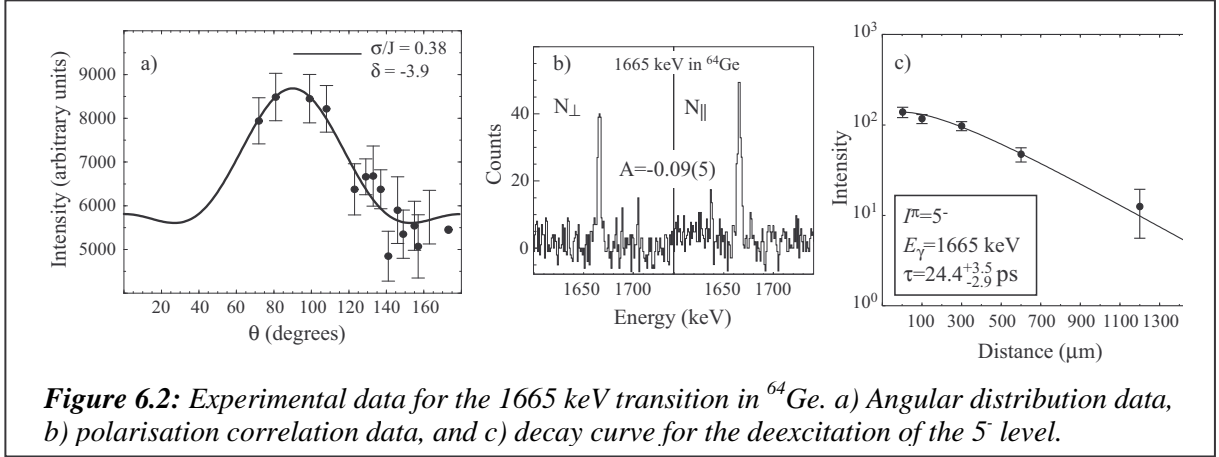 a)
σ/J = 0.38
δ = -3.9
Intensity (arbitrary units)
9000
8000
7000
6000
5000
0 20 40 60 80 100 120 140 160
θ (degrees)
b)
1665 keV in ⁶⁴Ge
N⊥
N||
A=-0.09(5)
Counts
60
40
20
0
1650 1700 1650 1700
Energy (keV)
c)
Intensity
10³
10²
10¹
10⁰
Iπ=5⁻
Eγ=1665 keV
τ=24.4 +3.5 -2.9 ps
100 300 500 700 900 1100 1300
Distance (μm)
Figure 6.2: Experimental data for the 1665 keV transition in ⁶⁴Ge. a) Angular distribution data,
b) polarisation correlation data, and c) decay curve for the deexcitation of the 5⁻ level.